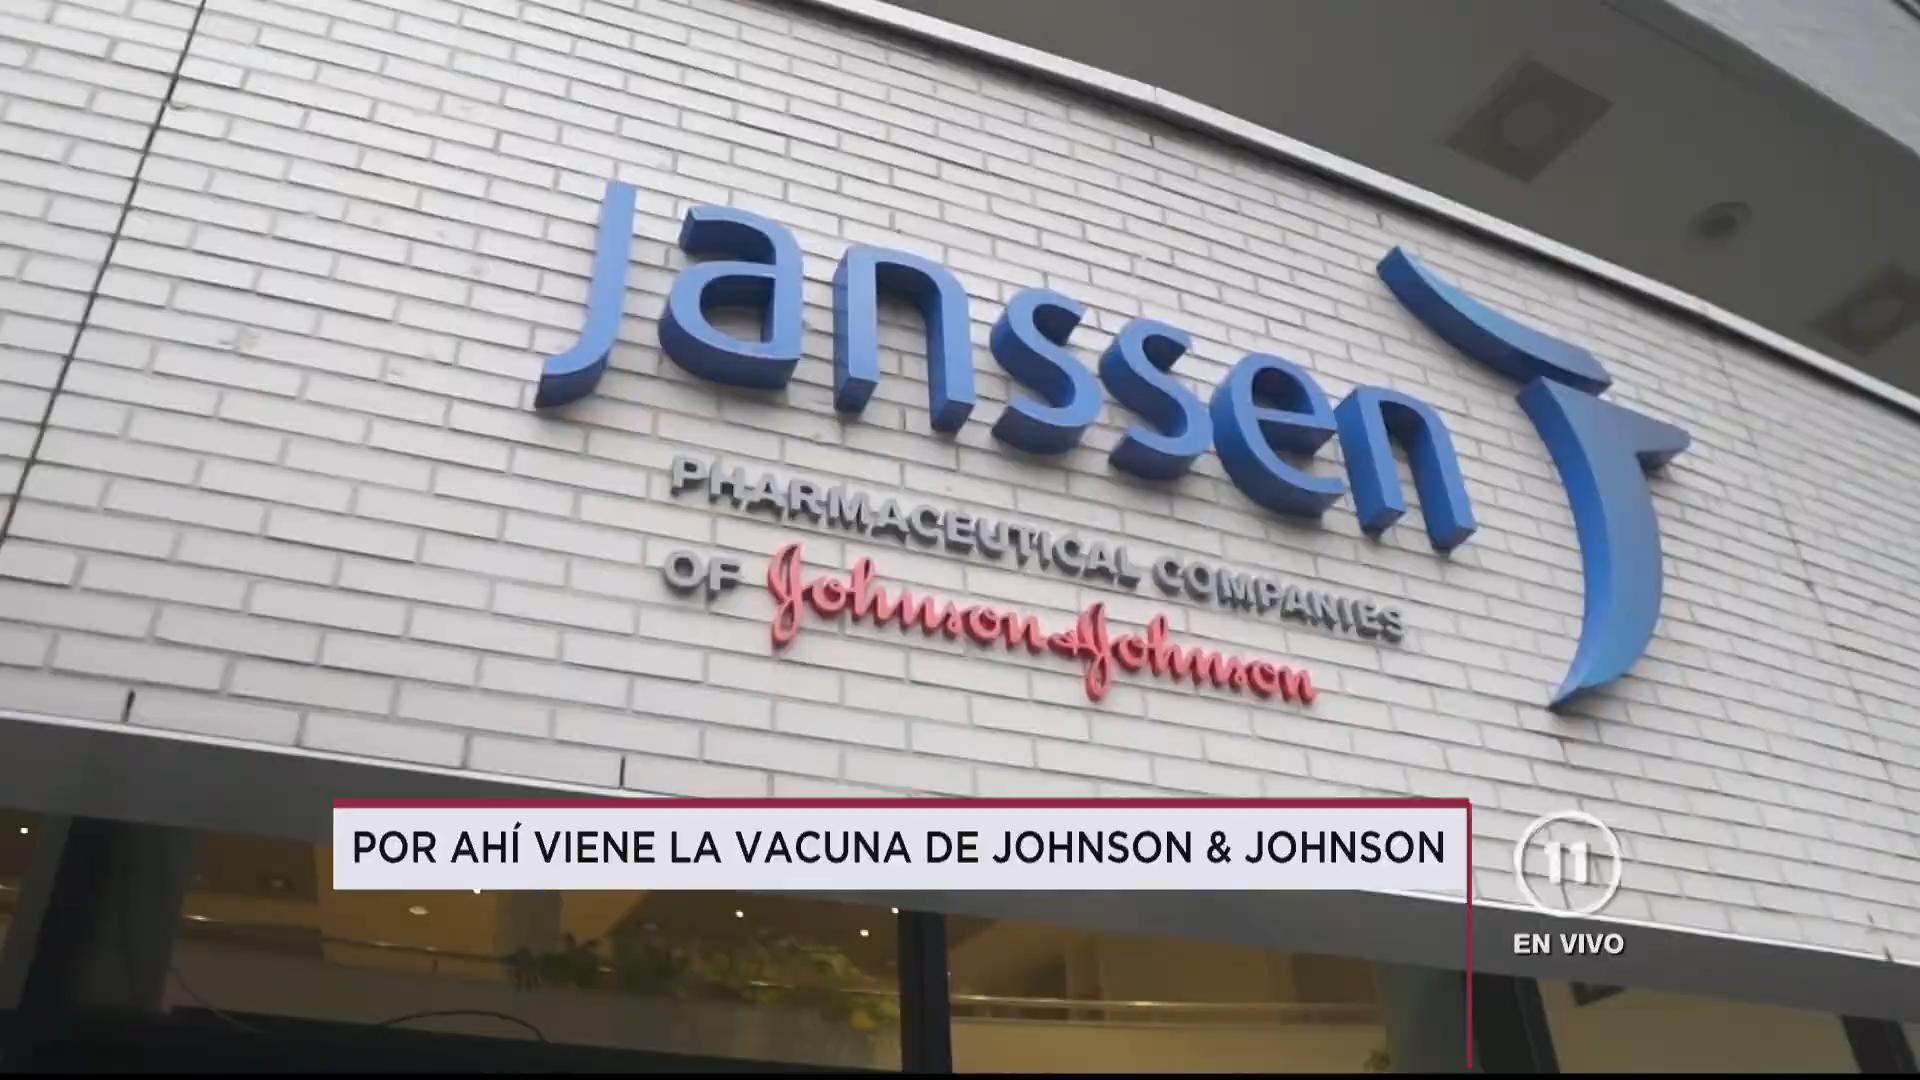 Janssen
PHARMACEUTICAL COMPANIES
OF Johnson&Johnson
POR AHÍ VIENE LA VACUNA DE JOHNSON & JOHNSON
11
EN VIVO